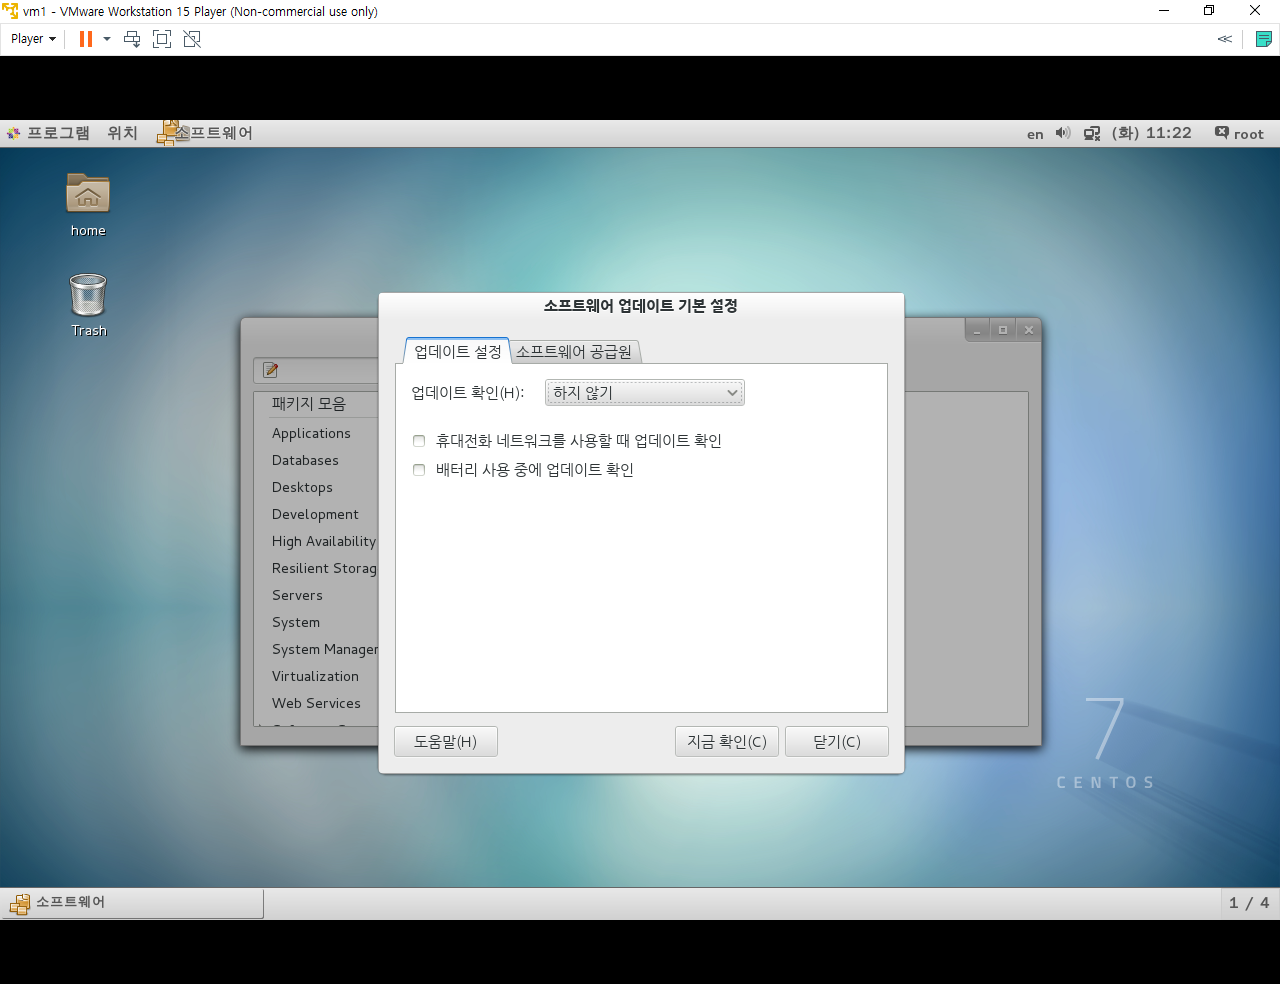 vm1 - VMware Workstation 15 Player (Non-commercial use only)
Player
프로그램 위치 소프트웨어 en (화) 11:22 root
home
Trash
소프트웨어 업데이트 기본 설정
업데이트 설정 소프트웨어 공급원
업데이트 확인(H): 하지 않기
휴대전화 네트워크를 사용할 때 업데이트 확인
배터리 사용 중에 업데이트 확인
도움말(H) 지금 확인(C) 닫기(C)
패키지 모음
Applications
Databases
Desktops
Development
High Availability
Resilient Storag
Servers
System
System Manager
Virtualization
Web Services
7
CENTOS
소프트웨어 1 / 4